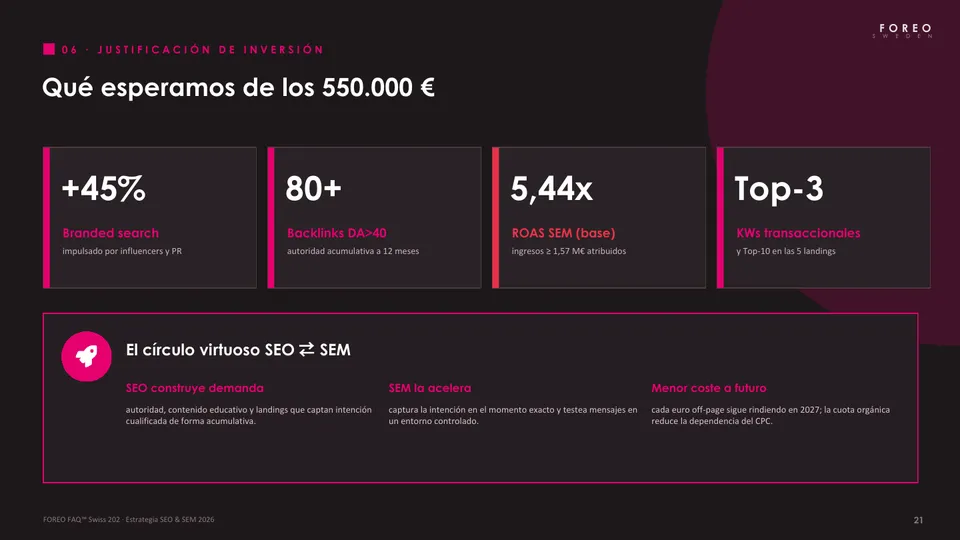 FOREO
SWEDEN
06 · JUSTIFICACIÓN DE INVERSIÓN
Qué esperamos de los 550.000 €
+45%
Branded search
impulsado por influencers y PR
80+
Backlinks DA>40
autoridad acumulativa a 12 meses
5,44x
ROAS SEM (base)
ingresos ≥ 1,57 M€ atribuidos
Top-3
KWs transaccionales
y Top-10 en las 5 landings
El círculo virtuoso SEO ⇄ SEM
SEO construye demanda
autoridad, contenido educativo y landings que captan intención
cualificada de forma acumulativa.
SEM la acelera
captura la intención en el momento exacto y testea mensajes en
un entorno controlado.
Menor coste a futuro
cada euro off-page sigue rindiendo en 2027; la cuota orgánica
reduce la dependencia del CPC.
FOREO FAQ™ Swiss 202 · Estrategia SEO & SEM 2026
21